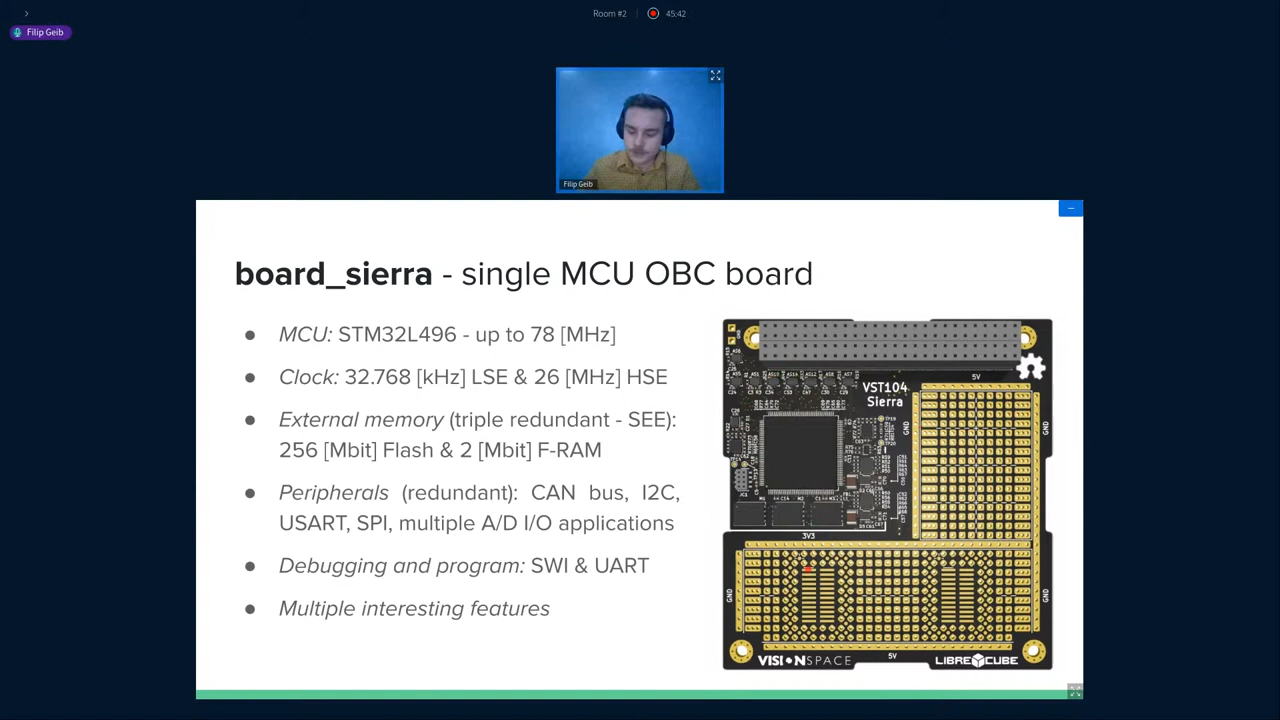 Room #2
45:42
Filip Geib
Filip Geib
board_sierra - single MCU OBC board
MCU: STM32L496 - up to 78 [MHz]
Clock: 32.768 [kHz] LSE & 26 [MHz] HSE
External memory (triple redundant - SEE):
256 [Mbit] Flash & 2 [Mbit] F-RAM
Peripherals (redundant): CAN bus, I2C,
USART, SPI, multiple A/D I/O applications
Debugging and program: SWI & UART
Multiple interesting features
5V
VST104
Sierra
GND
GND
3V3
GND
GND
5V
VISI●NSPACE
LIBRECUBE